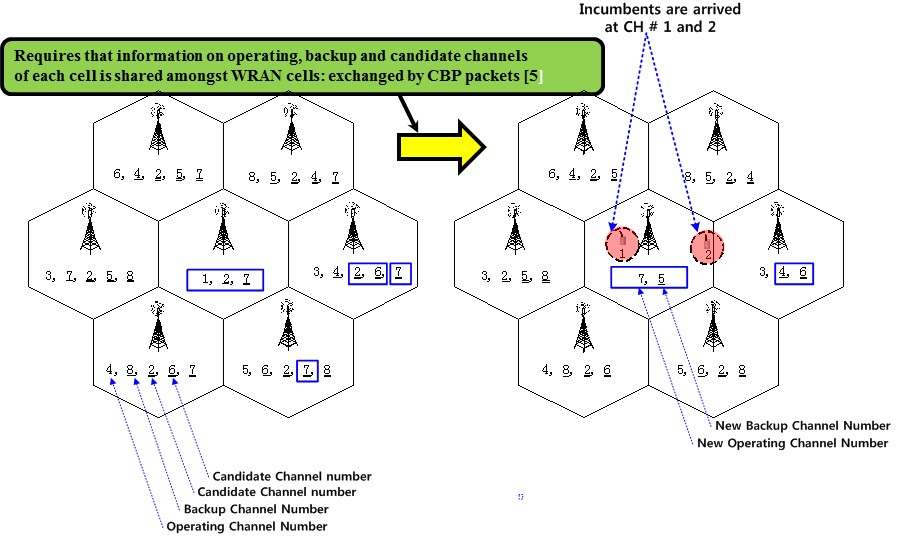 Incumbents are arrived
at CH # 1 and 2
Requires that information on operating, backup and candidate channels
of each cell is shared amongst WRAN cells: exchanged by CBP packets [5]
6, 4, 2, 5, 7
8, 5, 2, 4, 7
6, 4, 2, 5
8, 5, 2, 4
3, 7, 2, 5, 8
1, 2, 7
3, 4, 2, 6, 7
3, 2, 5, 8
1
2
7, 5
3, 4, 6
4, 8, 2, 6, 7
5, 6, 2, 7, 8
4, 8, 2, 6
5, 6, 2, 8
New Backup Channel Number
New Operating Channel Number
Candidate Channel number
Candidate Channel number
Backup Channel Number
Operating Channel Number